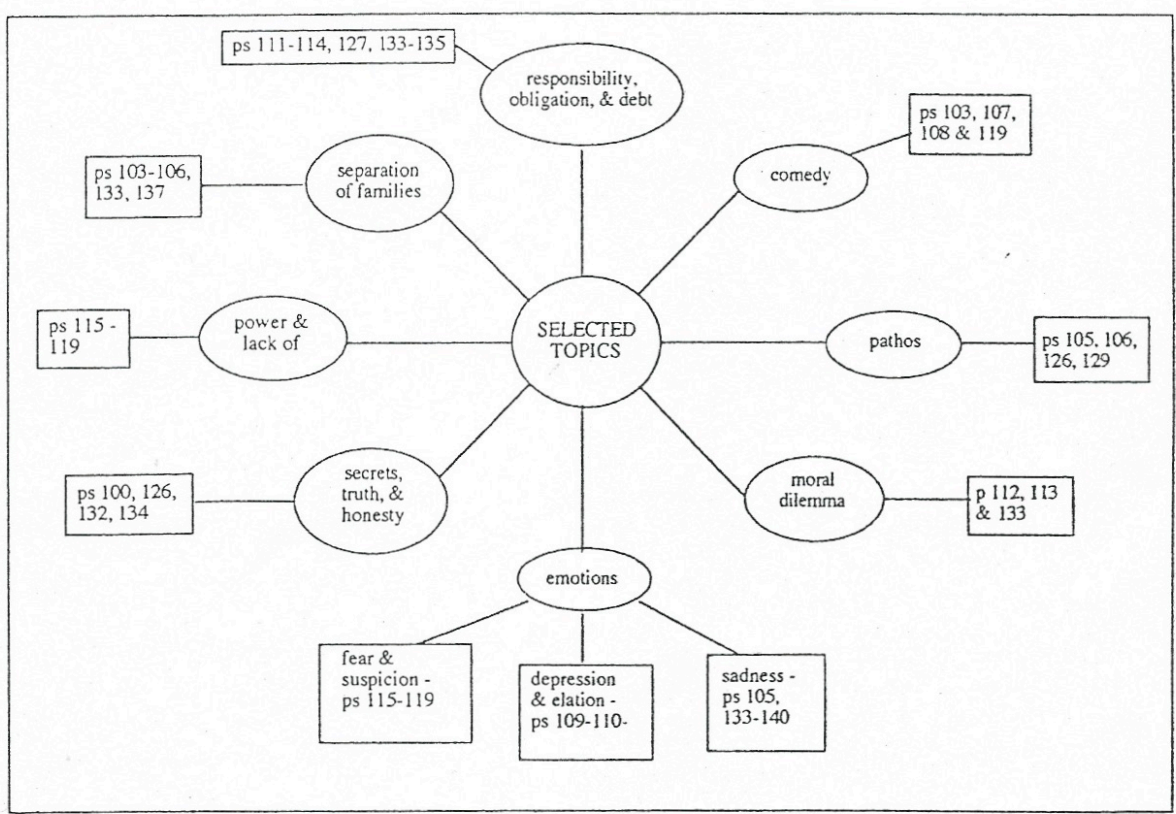 ps 111-114, 127, 133-135
responsibility,
obligation, & debt
ps 103, 107,
108 & 119
comedy
ps 103-106,
133, 137
separation
of families
ps 115 -
119
power &
lack of
SELECTED
TOPICS
pathos
ps 105, 106,
126, 129
ps 100, 126,
132, 134
secrets,
truth, &
honesty
moral
dilemma
p 112, 113
& 133
emotions
fear &
suspicion -
ps 115-119
depression
& elation -
ps 109-110-
sadness -
ps 105,
133-140